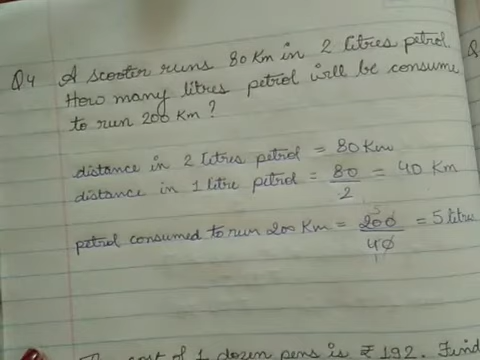 Q4 A scooter runs 80 Km in 2 litres petrol.
How many litres petrol will be consume
to run 200 Km?
distance in 2 litres petrol = 80 Km
distance in 1 litre petrol = 80/2 = 40 Km
petrol consumed to run 200 Km = 200/40 = 5 litre
cost of 1 dozen pens is ₹192. Find